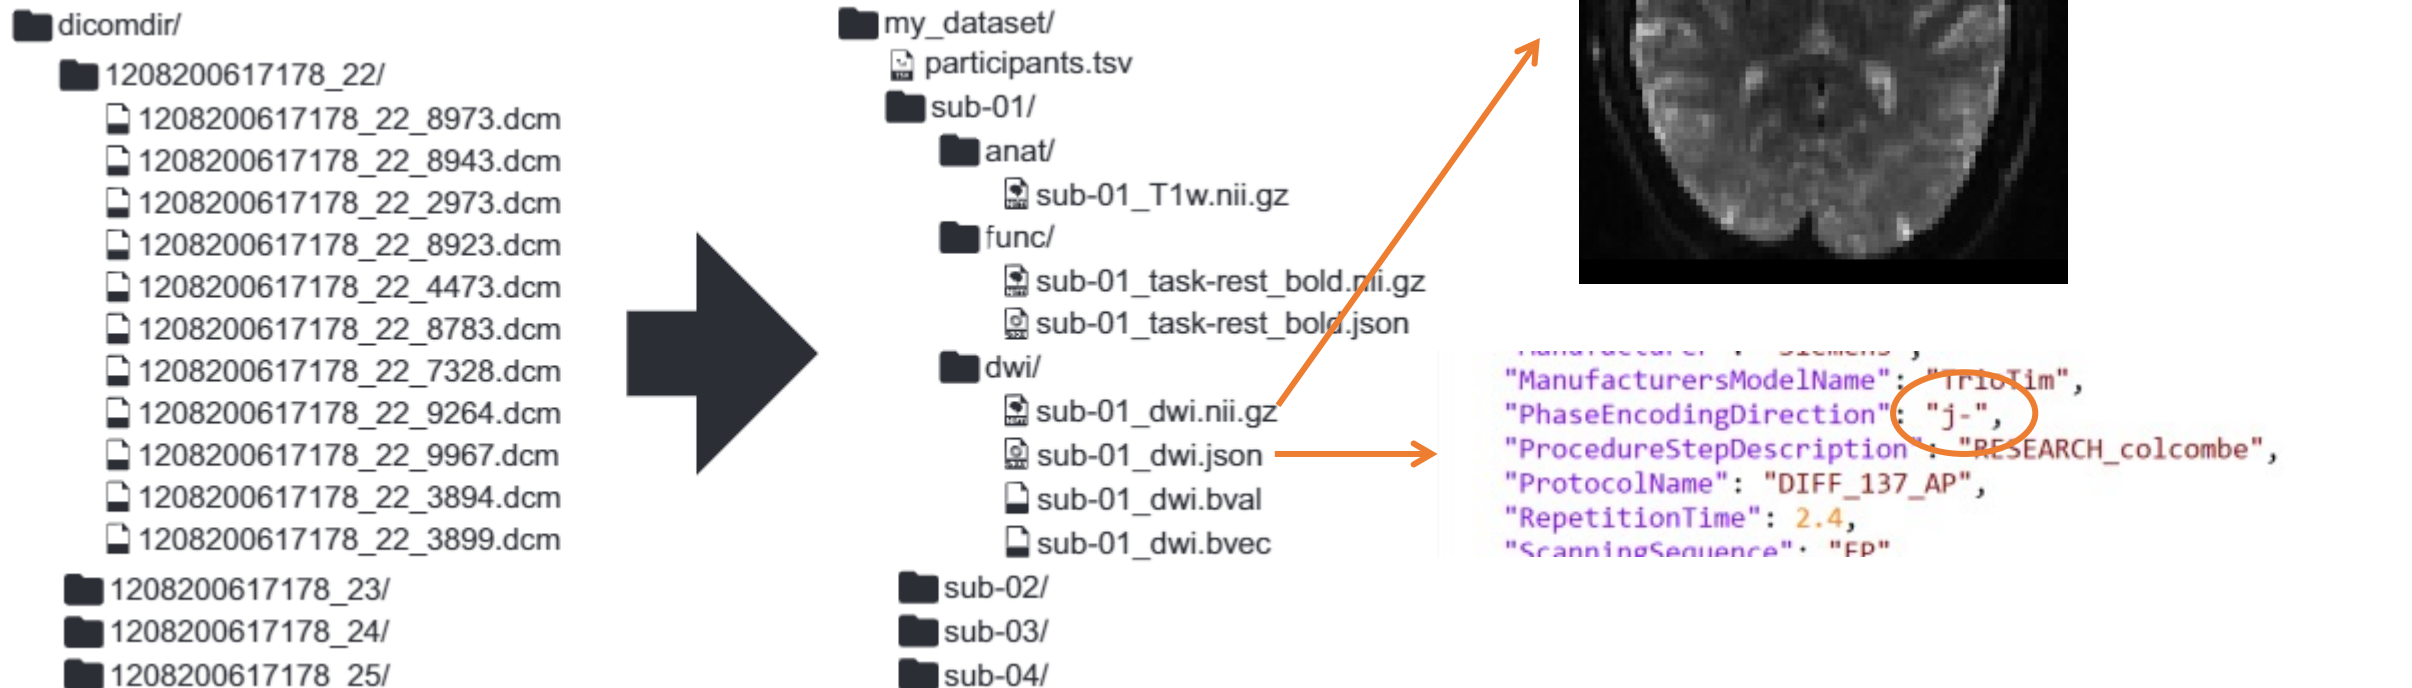 dicomdir/
1208200617178_22/
1208200617178_22_8973.dcm
1208200617178_22_8943.dcm
1208200617178_22_2973.dcm
1208200617178_22_8923.dcm
1208200617178_22_4473.dcm
1208200617178_22_8783.dcm
1208200617178_22_7328.dcm
1208200617178_22_9264.dcm
1208200617178_22_9967.dcm
1208200617178_22_3894.dcm
1208200617178_22_3899.dcm
1208200617178_23/
1208200617178_24/
1208200617178_25/
my_dataset/
participants.tsv
sub-01/
anat/
sub-01_T1w.nii.gz
func/
sub-01_task-rest_bold.nii.gz
sub-01_task-rest_bold.json
dwi/
sub-01_dwi.nii.gz
sub-01_dwi.json
sub-01_dwi.bval
sub-01_dwi.bvec
sub-02/
sub-03/
sub-04/
"Manufacturer": "Siemens",
"ManufacturersModelName": "TrioTim",
"PhaseEncodingDirection": "j-",
"ProcedureStepDescription": "RESEARCH_colcombe",
"ProtocolName": "DIFF_137_AP",
"RepetitionTime": 2.4,
"ScanningSequence": "EP"